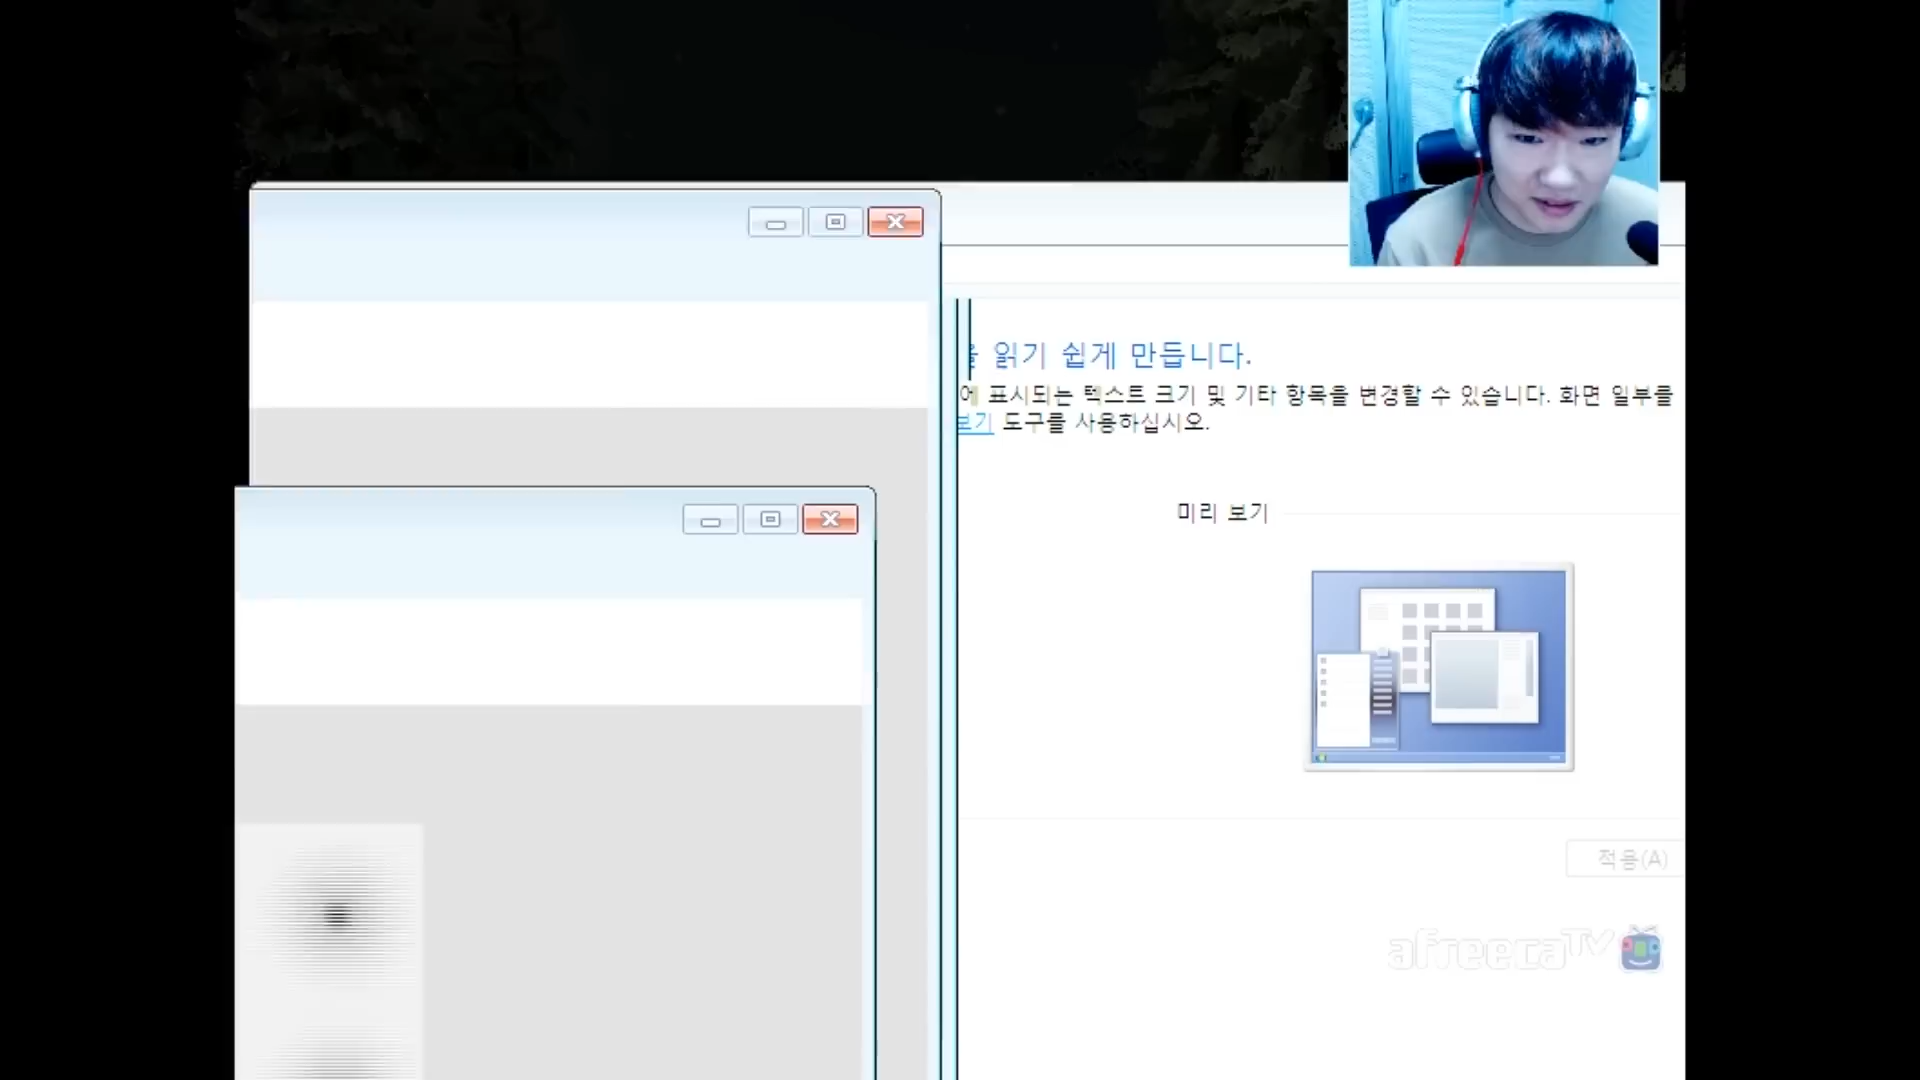 읽기 쉽게 만듭니다.
에 표시되는 텍스트 크기 및 기타 항목을 변경할 수 있습니다. 화면 일부를
보기 도구를 사용하십시오.
미리 보기
적용(A)
afreecaTV